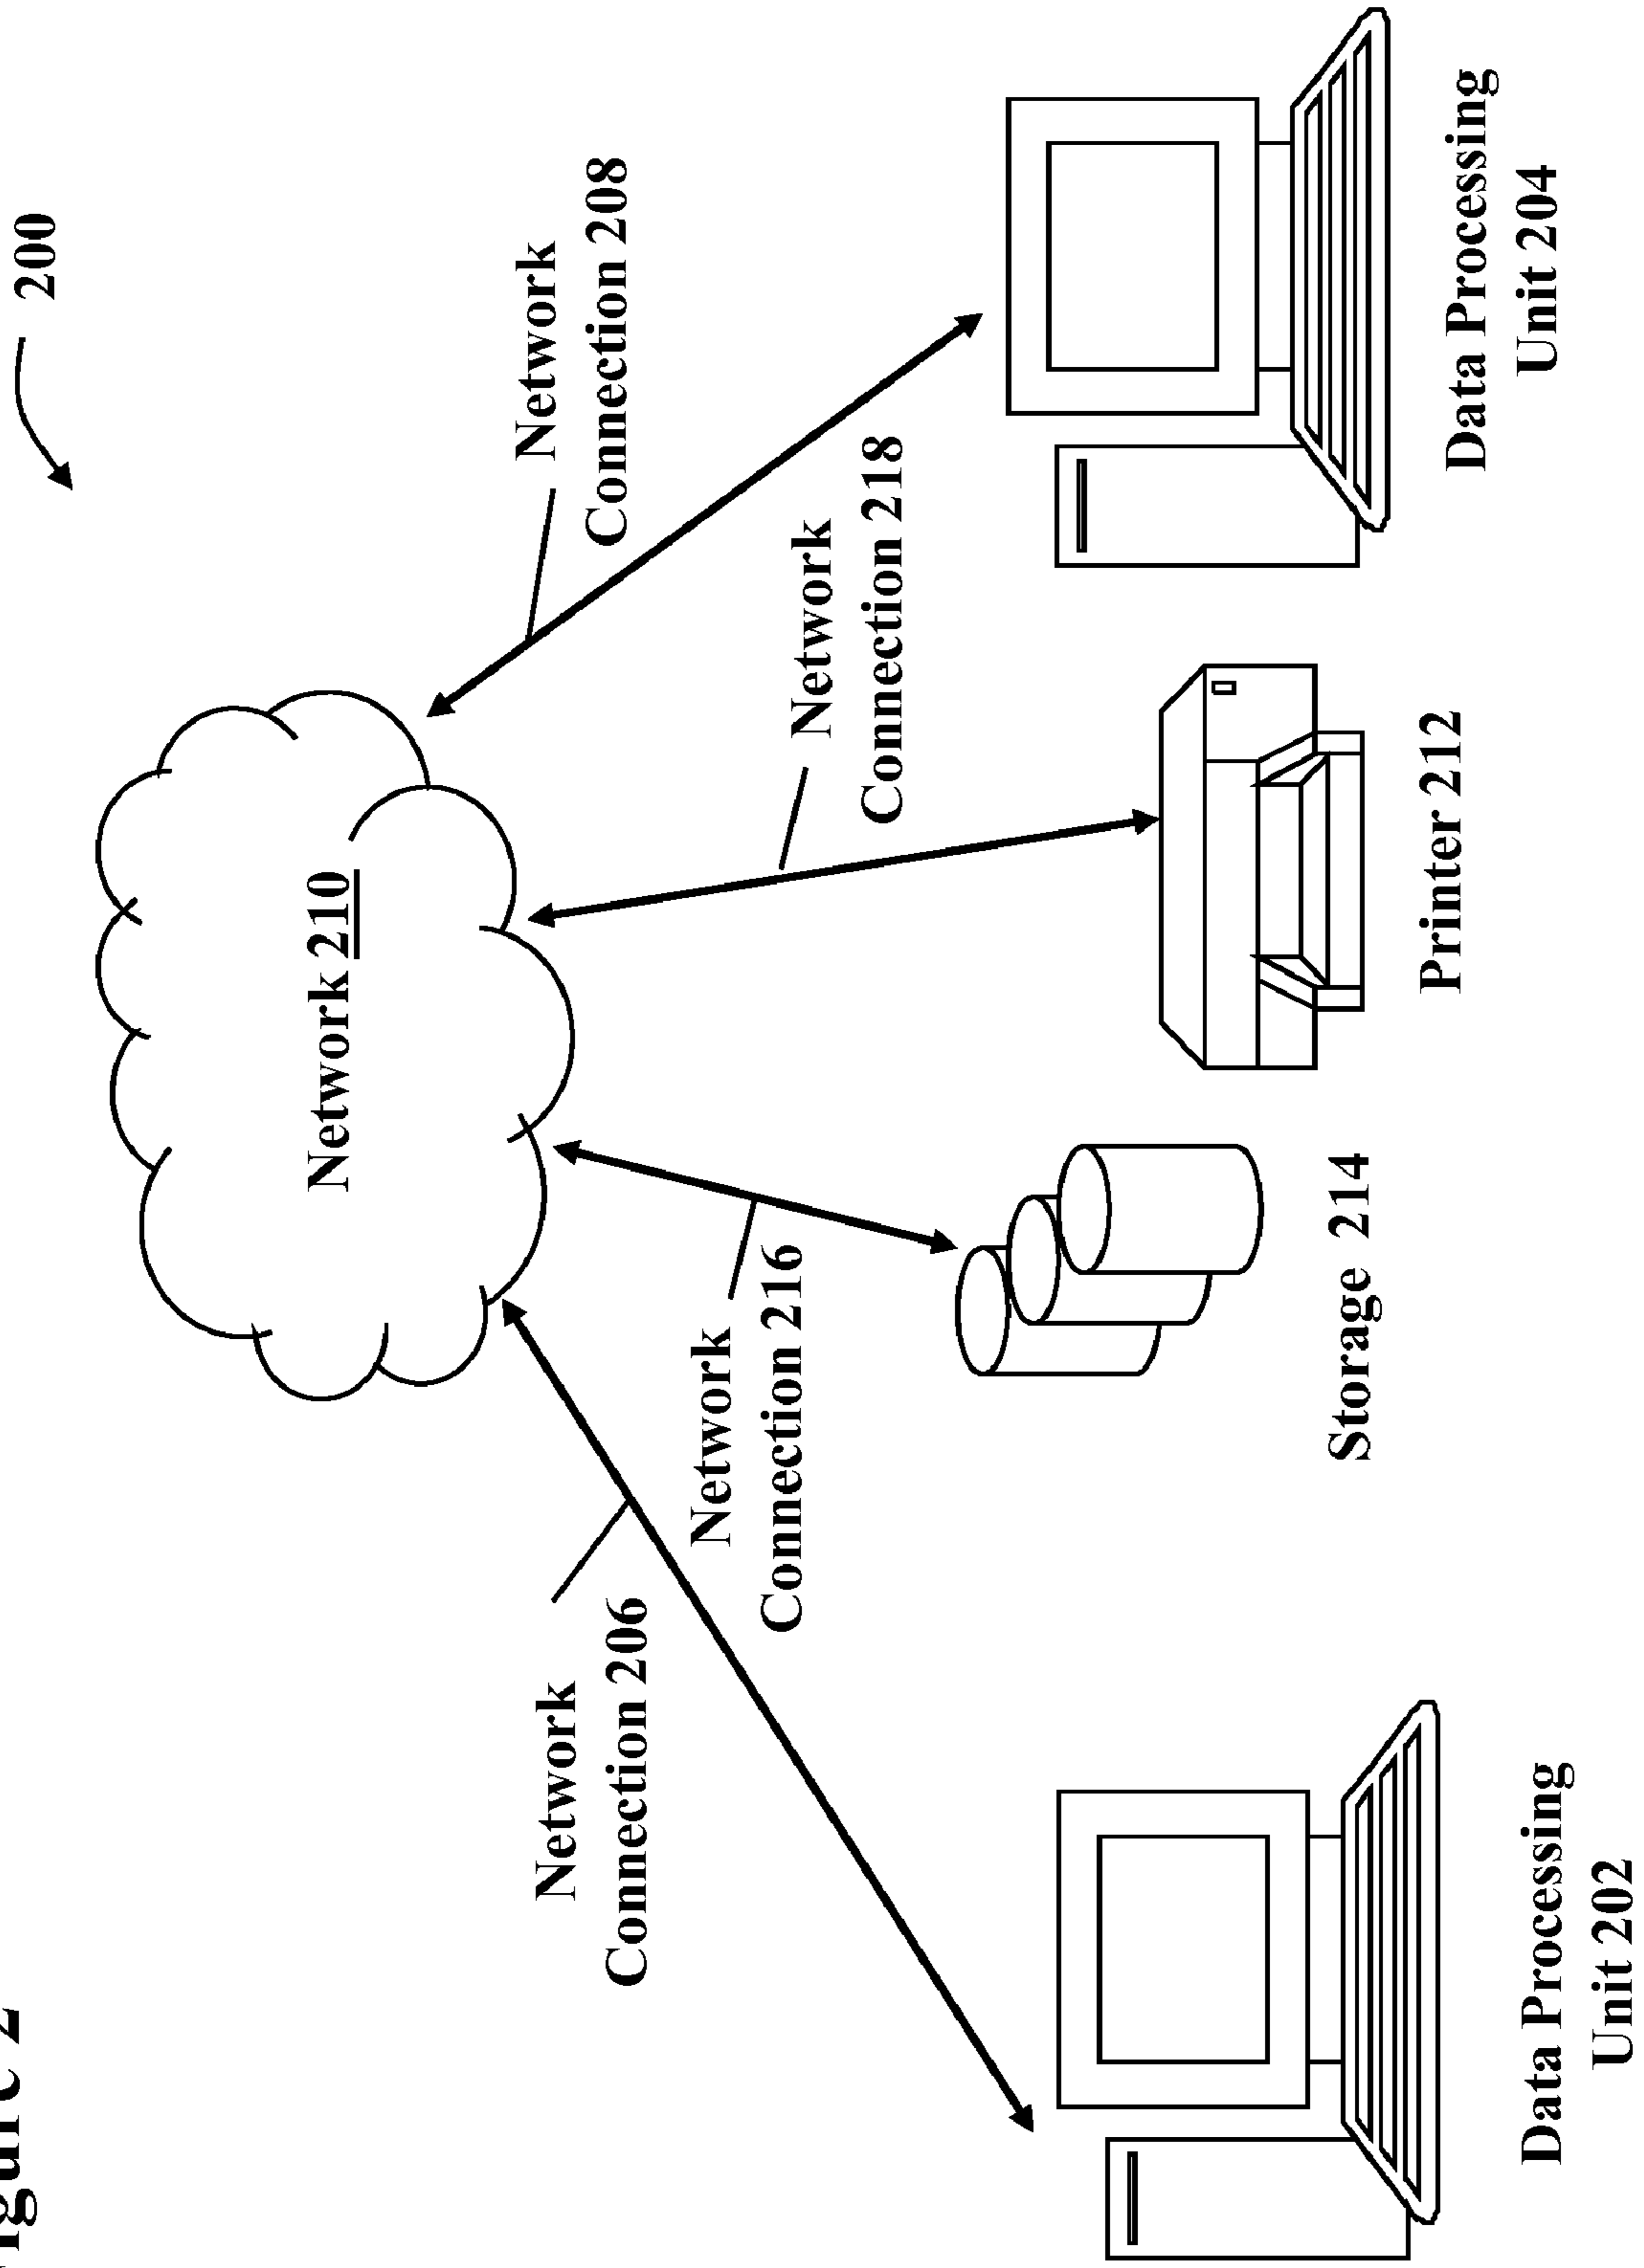 Figure 2
200
Network 210
Network
Connection 206
Network
Connection 216
Network
Connection 218
Network
Connection 208
Data Processing
Unit 202
Storage 214
Printer 212
Data Processing
Unit 204